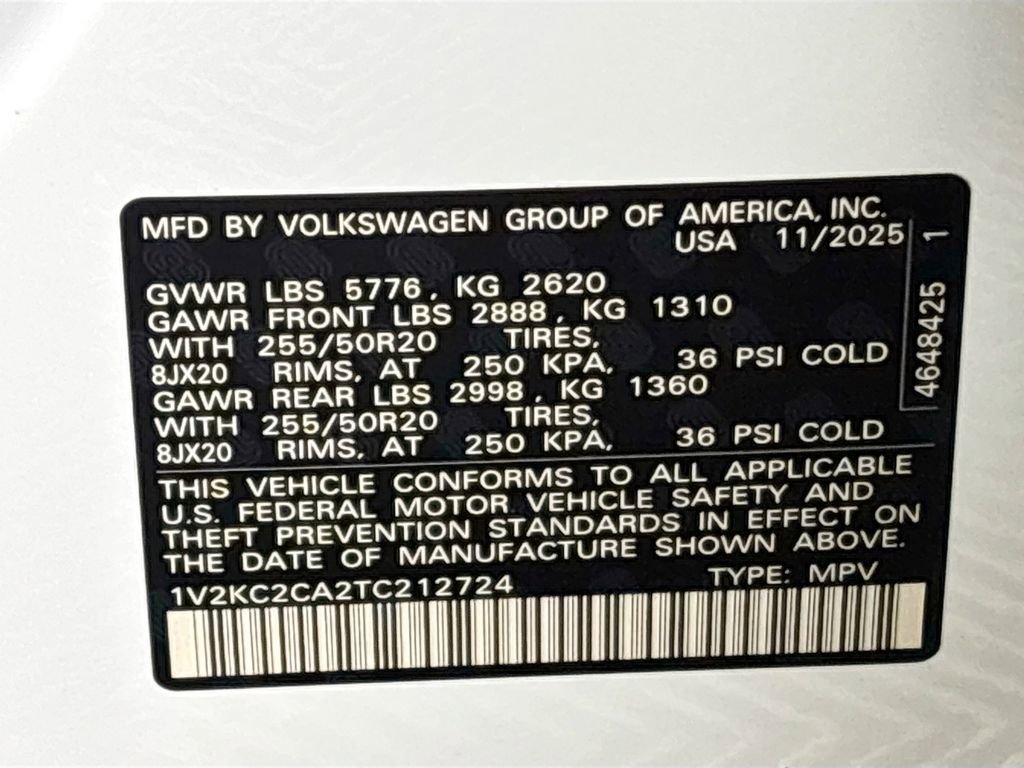 MFD BY VOLKSWAGEN GROUP OF AMERICA, INC.
USA 11/2025
GVWR LBS 5776, KG 2620
GAWR FRONT LBS 2888, KG 1310
WITH 255/50R20 TIRES,
8JX20 RIMS, AT 250 KPA, 36 PSI COLD
GAWR REAR LBS 2998, KG 1360
WITH 255/50R20 TIRES,
8JX20 RIMS, AT 250 KPA, 36 PSI COLD
THIS VEHICLE CONFORMS TO ALL APPLICABLE
U.S. FEDERAL MOTOR VEHICLE SAFETY AND
THEFT PREVENTION STANDARDS IN EFFECT ON
THE DATE OF MANUFACTURE SHOWN ABOVE.
1V2KC2CA2TC212724 TYPE: MPV
4648425 1